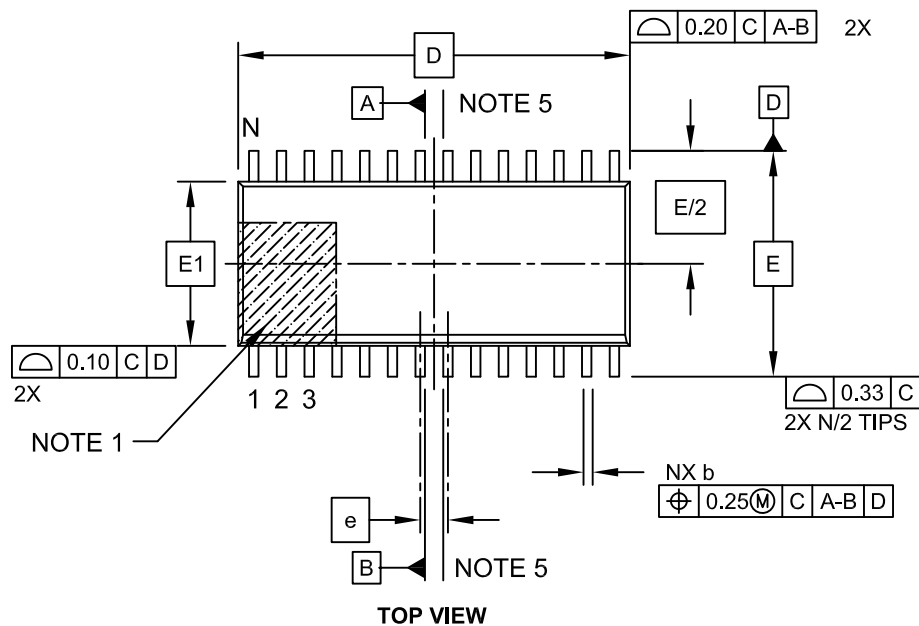 ⌓ 0.20 C A-B 2X
D
A NOTE 5
D
N
E/2
E1
E
⌓ 0.10 C D
2X
1 2 3
⌓ 0.33 C
2X N/2 TIPS
NOTE 1
NX b
⌖ 0.25Ⓜ C A-B D
e
B NOTE 5
TOP VIEW